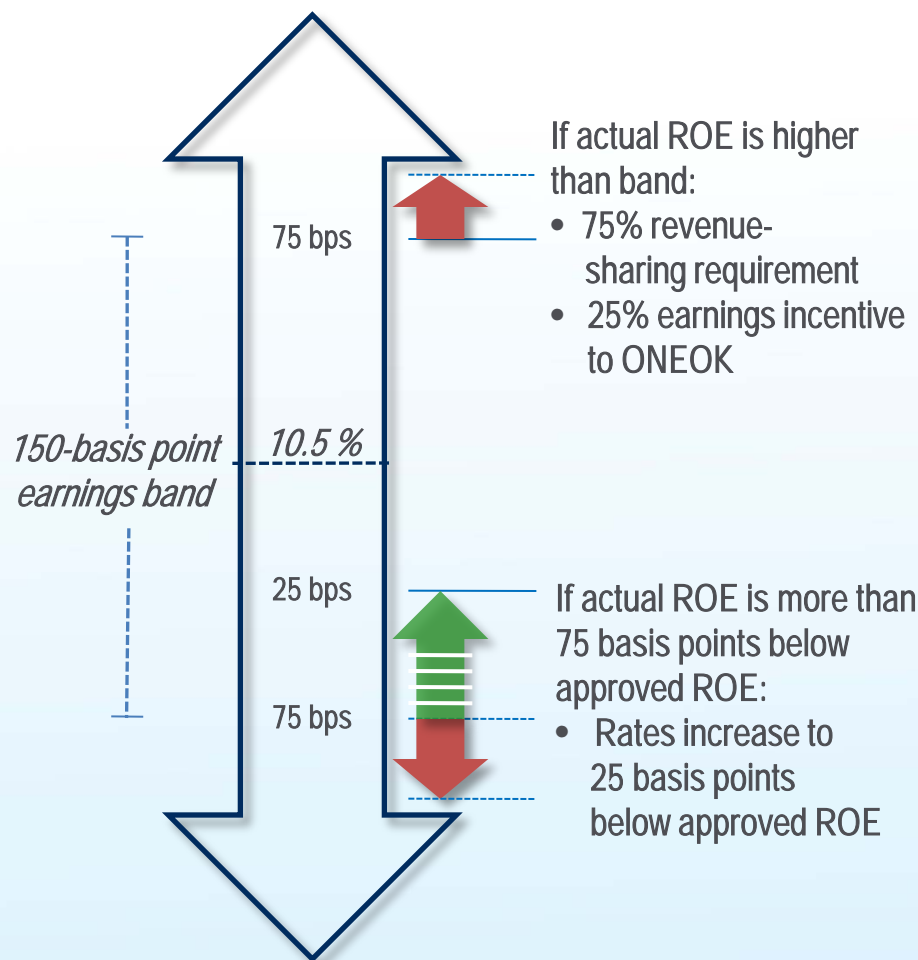 If actual ROE is higher
than band:
• 75% revenue-
sharing requirement
• 25% earnings incentive
to ONEOK
75 bps
150-basis point
earnings band
10.5 %
25 bps
75 bps
If actual ROE is more than
75 basis points below
approved ROE:
• Rates increase to
25 basis points
below approved ROE